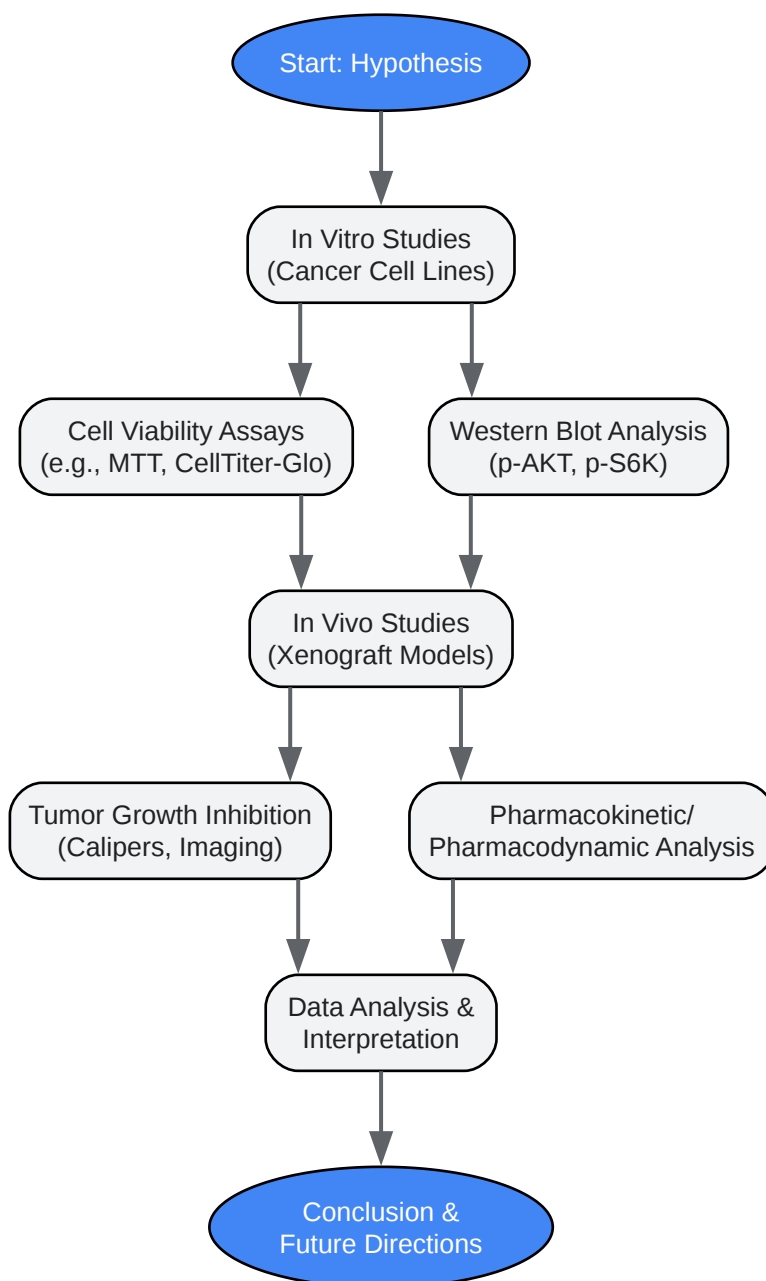 Start: Hypothesis
In Vitro Studies
(Cancer Cell Lines)
Cell Viability Assays
(e.g., MTT, CellTiter-Glo)
Western Blot Analysis
(p-AKT, p-S6K)
In Vivo Studies
(Xenograft Models)
Tumor Growth Inhibition
(Calipers, Imaging)
Pharmacokinetic/
Pharmacodynamic Analysis
Data Analysis &
Interpretation
Conclusion &
Future Directions